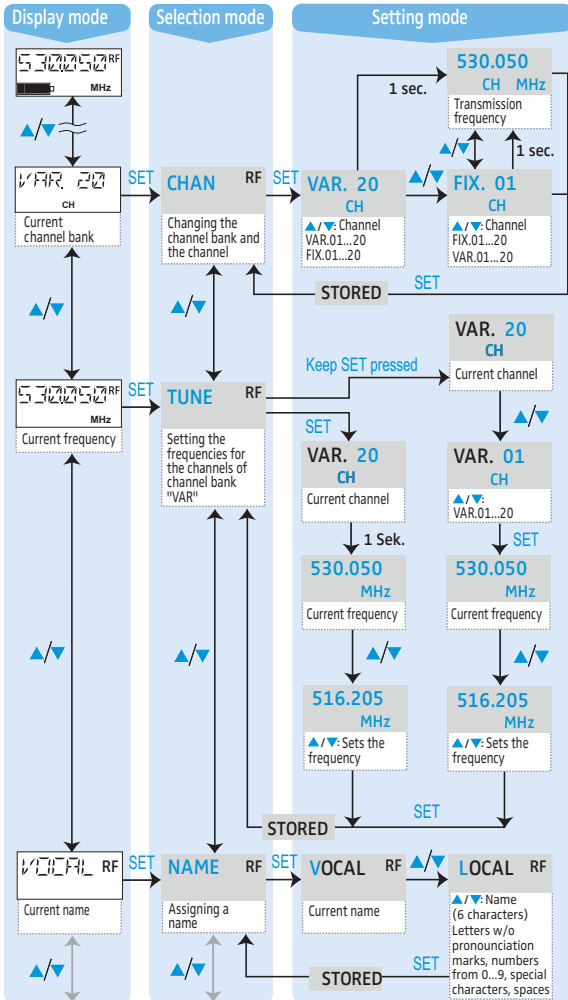 Display mode
Selection mode
Setting mode
530.050 RF
MHz
▲/▼
1 sec.
530.050
CH MHz
Transmission
frequency
▲/▼
1 sec.
VAR. 20
CH
Current
channel bank
SET
CHAN RF
Changing the
channel bank and
the channel
SET
VAR. 20
CH
▲/▼: Channel
VAR.01...20
FIX.01...20
▲/▼
FIX. 01
CH
▲/▼: Channel
FIX.01...20
VAR.01...20
SET
STORED
▲/▼
▲/▼
530.050 RF
MHz
Current frequency
SET
TUNE RF
Setting the
frequencies for
the channels of
channel bank
"VAR"
Keep SET pressed
VAR. 20
CH
Current channel
▲/▼
SET
VAR. 20
CH
Current channel
VAR. 01
CH
▲/▼:
VAR.01...20
1 Sek.
SET
530.050
MHz
Current frequency
530.050
MHz
Current frequency
▲/▼
▲/▼
▲/▼
▲/▼
516.205
MHz
▲/▼: Sets the
frequency
516.205
MHz
▲/▼: Sets the
frequency
SET
STORED
VOCAL RF
Current name
SET
NAME RF
Assigning a
name
SET
VOCAL RF
Current name
▲/▼
LOCAL RF
▲/▼: Name
(6 characters)
Letters w/o
pronounciation
marks, numbers
from 0...9, special
characters, spaces
SET
STORED
▲/▼
▲/▼